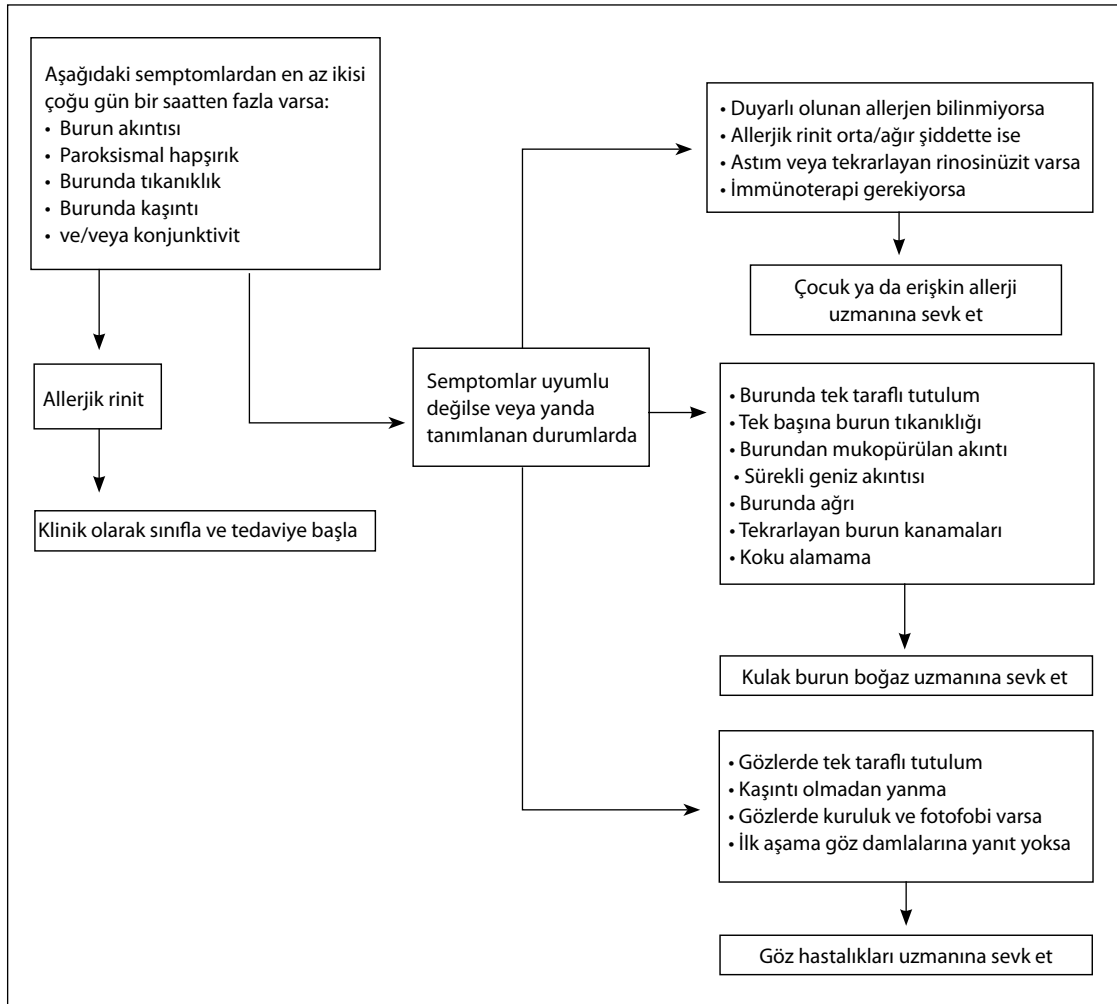 Aşağıdaki semptomlardan en az ikisi
çoğu gün bir saatten fazla varsa:
• Burun akıntısı
• Paroksismal hapşırık
• Burunda tıkanıklık
• Burunda kaşıntı
• ve/veya konjunktivit
Allerjik rinit
Klinik olarak sınıfla ve tedaviye başla
Semptomlar uyumlu
değilse veya yanda
tanımlanan durumlarda
• Duyarlı olunan allerjen bilinmiyorsa
• Allerjik rinit orta/ağır şiddette ise
• Astım veya tekrarlayan rinosinüzit varsa
• İmmünoterapi gerekiyorsa
Çocuk ya da erişkin allerji
uzmanına sevk et
• Burunda tek taraflı tutulum
• Tek başına burun tıkanıklığı
• Burundan mukopürülan akıntı
• Sürekli geniz akıntısı
• Burunda ağrı
• Tekrarlayan burun kanamaları
• Koku alamama
Kulak burun boğaz uzmanına sevk et
• Gözlerde tek taraflı tutulum
• Kaşıntı olmadan yanma
• Gözlerde kuruluk ve fotofobi varsa
• İlk aşama göz damlalarına yanıt yoksa
Göz hastalıkları uzmanına sevk et